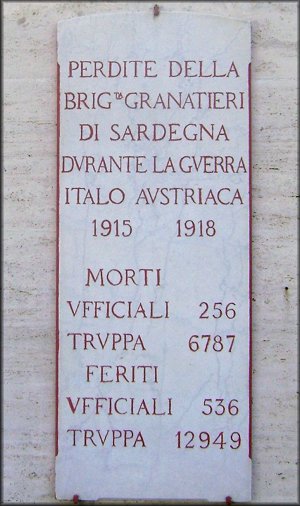 PERDITE DELLA
BRIG.TA GRANATIERI
DI SARDEGNA
DVRANTE LA GVERRA
ITALO AVSTRIACA
1915 1918
MORTI
VFFICIALI 256
TRVPPA 6787
FERITI
VFFICIALI 536
TRVPPA 12949